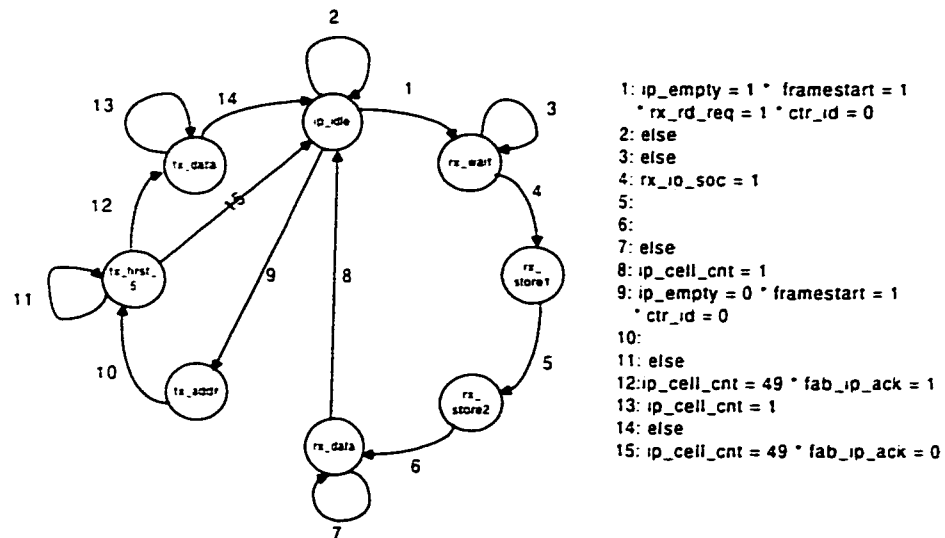 2
13
14
1
ip_idle
3
tx_data
rx_wait
12
15
4
tx_first_
5
9
8
rx_
store1
11
10
tx_addr
5
rx_
store2
rx_data
6
7
1: ip_empty = 1 * framestart = 1
* rx_rd_req = 1 * ctr_id = 0
2: else
3: else
4: rx_io_soc = 1
5:
6:
7: else
8: ip_cell_cnt = 1
9: ip_empty = 0 * framestart = 1
* ctr_id = 0
10:
11: else
12:ip_cell_cnt = 49 * fab_ip_ack = 1
13: ip_cell_cnt = 1
14: else
15: ip_cell_cnt = 49 * fab_ip_ack = 0